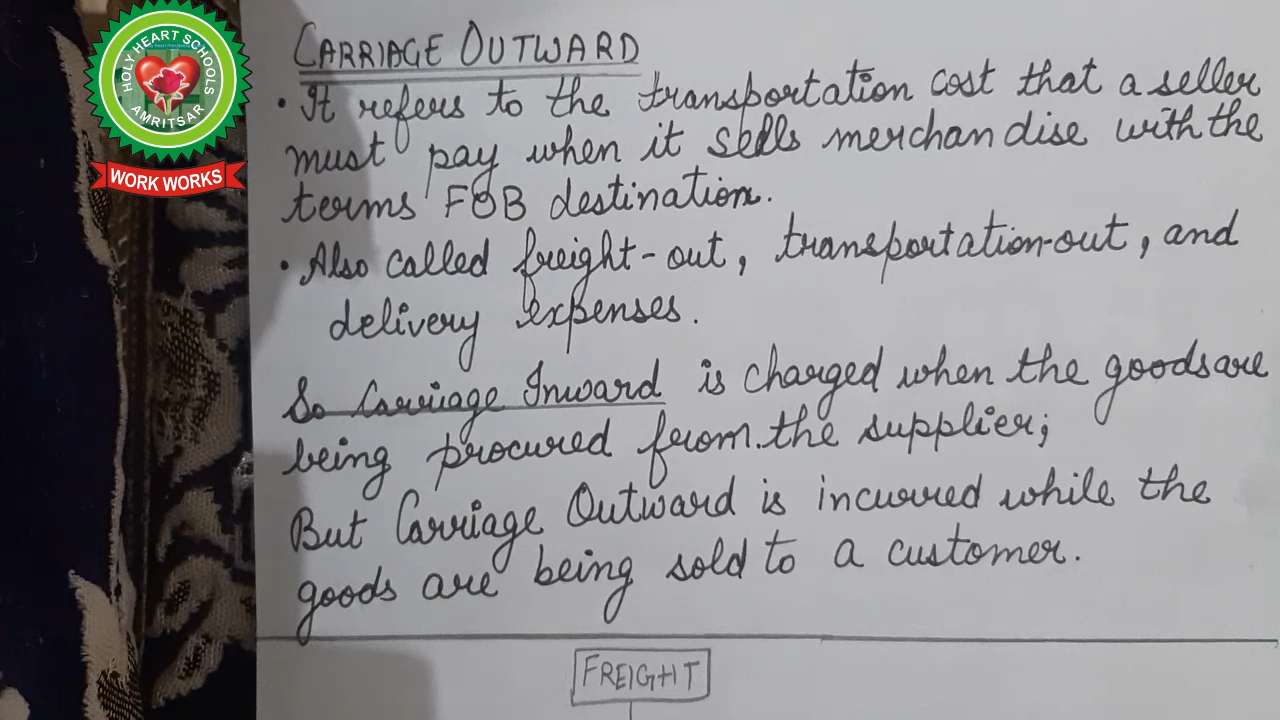 HOLY HEART SCHOOLS
AMRITSAR
WORK WORKS
CARRIAGE OUTWARD
• It refers to the transportation cost that a seller
must pay when it sells merchandise with the
terms FOB destination.
• Also called freight-out, transportation-out, and
delivery expenses.
So Carriage Inward is charged when the goods are
being procured from the supplier;
But Carriage Outward is incurred while the
goods are being sold to a customer.
FREIGHT